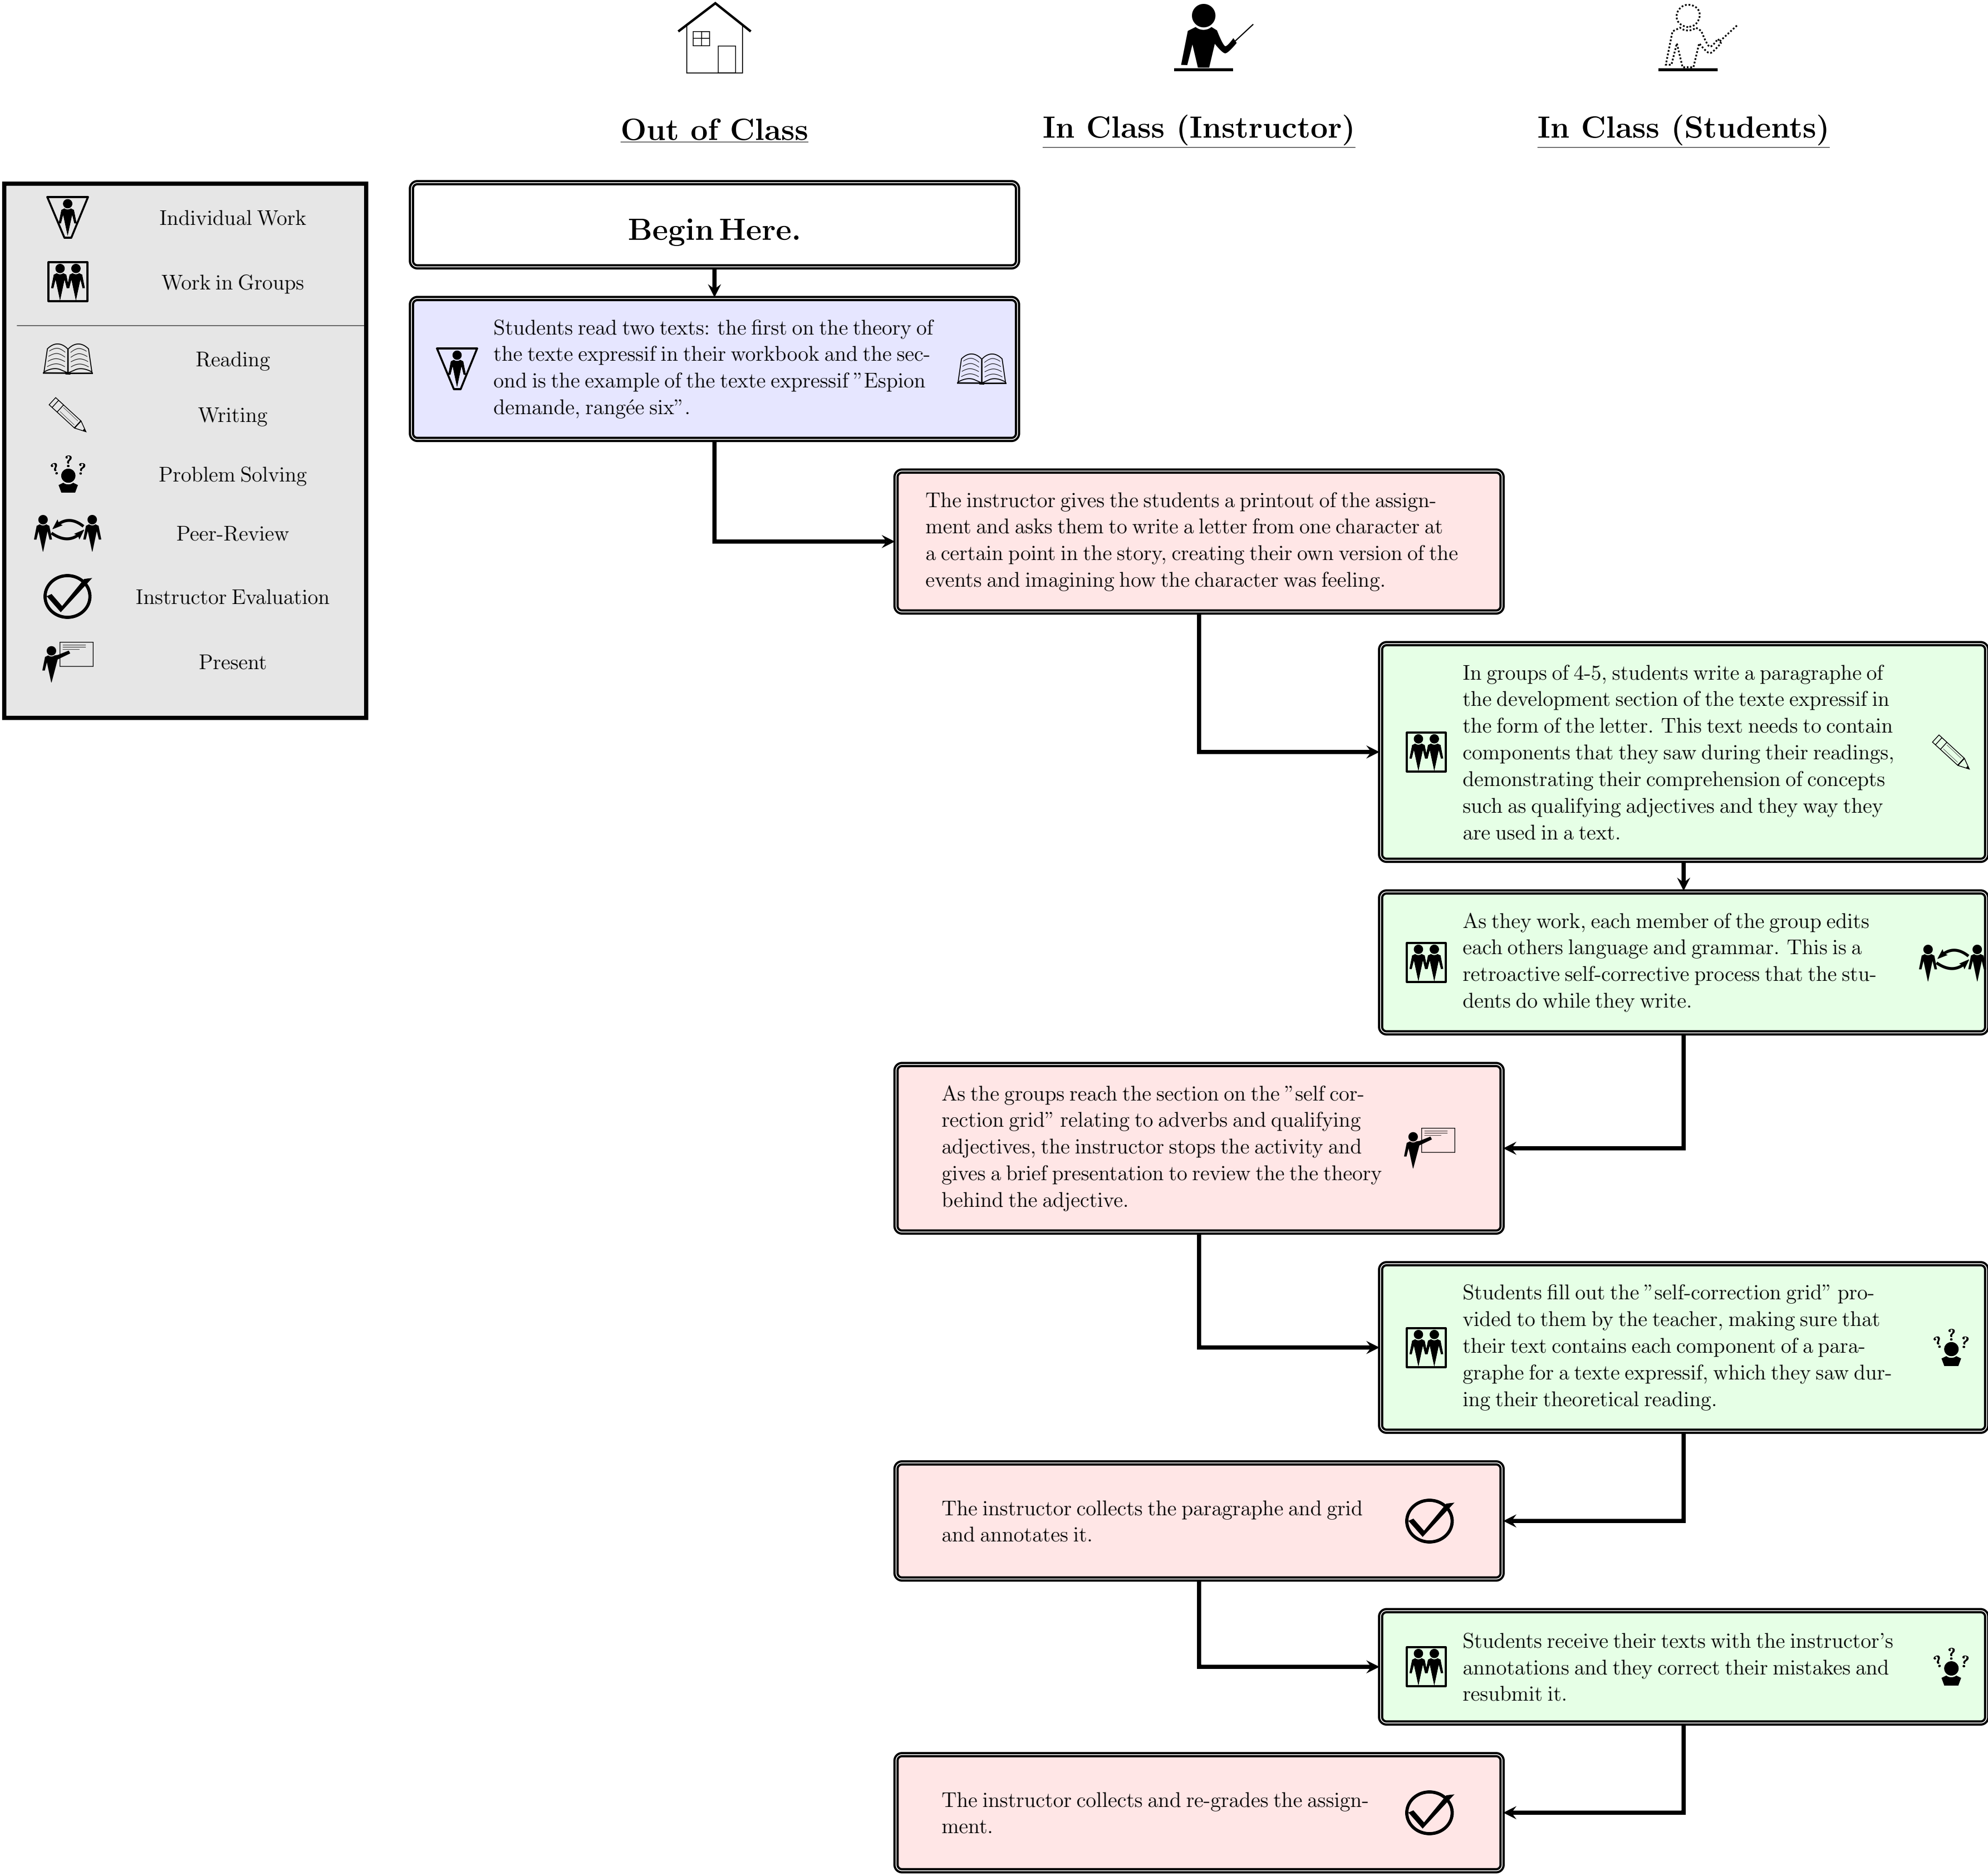 Out of Class
In Class (Instructor)
In Class (Students)
Individual Work
Work in Groups
Reading
Writing
Problem Solving
Peer-Review
Instructor Evaluation
Present
Begin Here.
Students read two texts: the first on the theory of
the texte expressif in their workbook and the sec-
ond is the example of the texte expressif ”Espion
demande, rangée six”.
The instructor gives the students a printout of the assign-
ment and asks them to write a letter from one character at
a certain point in the story, creating their own version of the
events and imagining how the character was feeling.
In groups of 4-5, students write a paragraphe of
the development section of the texte expressif in
the form of the letter. This text needs to contain
components that they saw during their readings,
demonstrating their comprehension of concepts
such as qualifying adjectives and they way they
are used in a text.
As they work, each member of the group edits
each others language and grammar. This is a
retroactive self-corrective process that the stu-
dents do while they write.
As the groups reach the section on the ”self cor-
rection grid” relating to adverbs and qualifying
adjectives, the instructor stops the activity and
gives a brief presentation to review the the theory
behind the adjective.
Students fill out the ”self-correction grid” pro-
vided to them by the teacher, making sure that
their text contains each component of a para-
graphe for a texte expressif, which they saw dur-
ing their theoretical reading.
The instructor collects the paragraphe and grid
and annotates it.
Students receive their texts with the instructor’s
annotations and they correct their mistakes and
resubmit it.
The instructor collects and re-grades the assign-
ment.